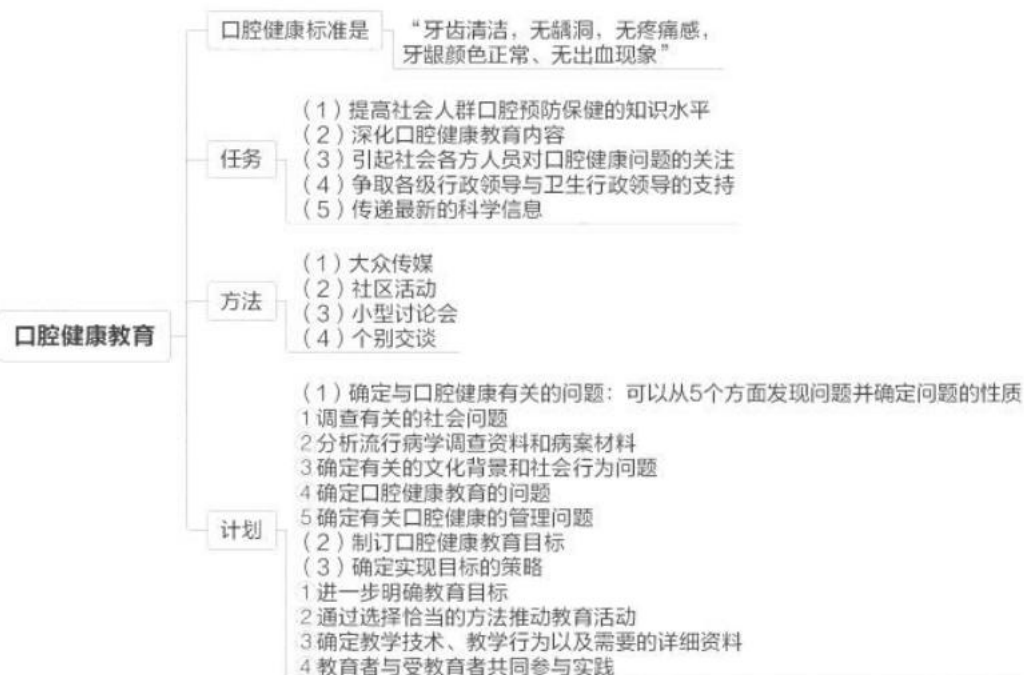 口腔健康教育
口腔健康标准是
“牙齿清洁，无龋洞，无疼痛感，
牙龈颜色正常、无出血现象”
任务
（1）提高社会人群口腔预防保健的知识水平
（2）深化口腔健康教育内容
（3）引起社会各方人员对口腔健康问题的关注
（4）争取各级行政领导与卫生行政领导的支持
（5）传递最新的科学信息
方法
（1）大众传媒
（2）社区活动
（3）小型讨论会
（4）个别交谈
计划
（1）确定与口腔健康有关的问题：可以从5个方面发现问题并确定问题的性质
1调查有关的社会问题
2分析流行病学调查资料和病案材料
3确定有关的文化背景和社会行为问题
4确定口腔健康教育的问题
5确定有关口腔健康的管理问题
（2）制订口腔健康教育目标
（3）确定实现目标的策略
1进一步明确教育目标
2通过选择恰当的方法推动教育活动
3确定教学技术、教学行为以及需要的详细资料
4教育者与受教育者共同参与实践